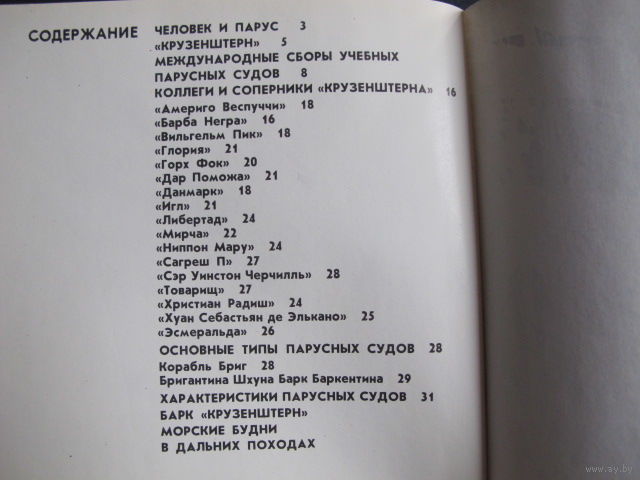 СОДЕРЖАНИЕ ЧЕЛОВЕК И ПАРУС 3
«КРУЗЕНШТЕРН» 5
МЕЖДУНАРОДНЫЕ СБОРЫ УЧЕБНЫХ
ПАРУСНЫХ СУДОВ 8
КОЛЛЕГИ И СОПЕРНИКИ «КРУЗЕНШТЕРНА» 16
«Америго Веспуччи» 18
«Барба Негра» 16
«Вильгельм Пик» 18
«Глория» 21
«Горх Фок» 20
«Дар Поможа» 21
«Данмарк» 18
«Игл» 21
«Либертад» 24
«Мирча» 22
«Ниппон Мару» 24
«Сагреш П» 27
«Сэр Уинстон Черчилль» 28
«Товарищ» 27
«Христиан Радиш» 24
«Хуан Себастьян де Элькано» 25
«Эсмеральда» 26
ОСНОВНЫЕ ТИПЫ ПАРУСНЫХ СУДОВ 28
Корабль Бриг 28
Бригантина Шхуна Барк Баркентина 29
ХАРАКТЕРИСТИКИ ПАРУСНЫХ СУДОВ 31
БАРК «КРУЗЕНШТЕРН»
МОРСКИЕ БУДНИ
В ДАЛЬНИХ ПОХОДАХ
www.ay.by